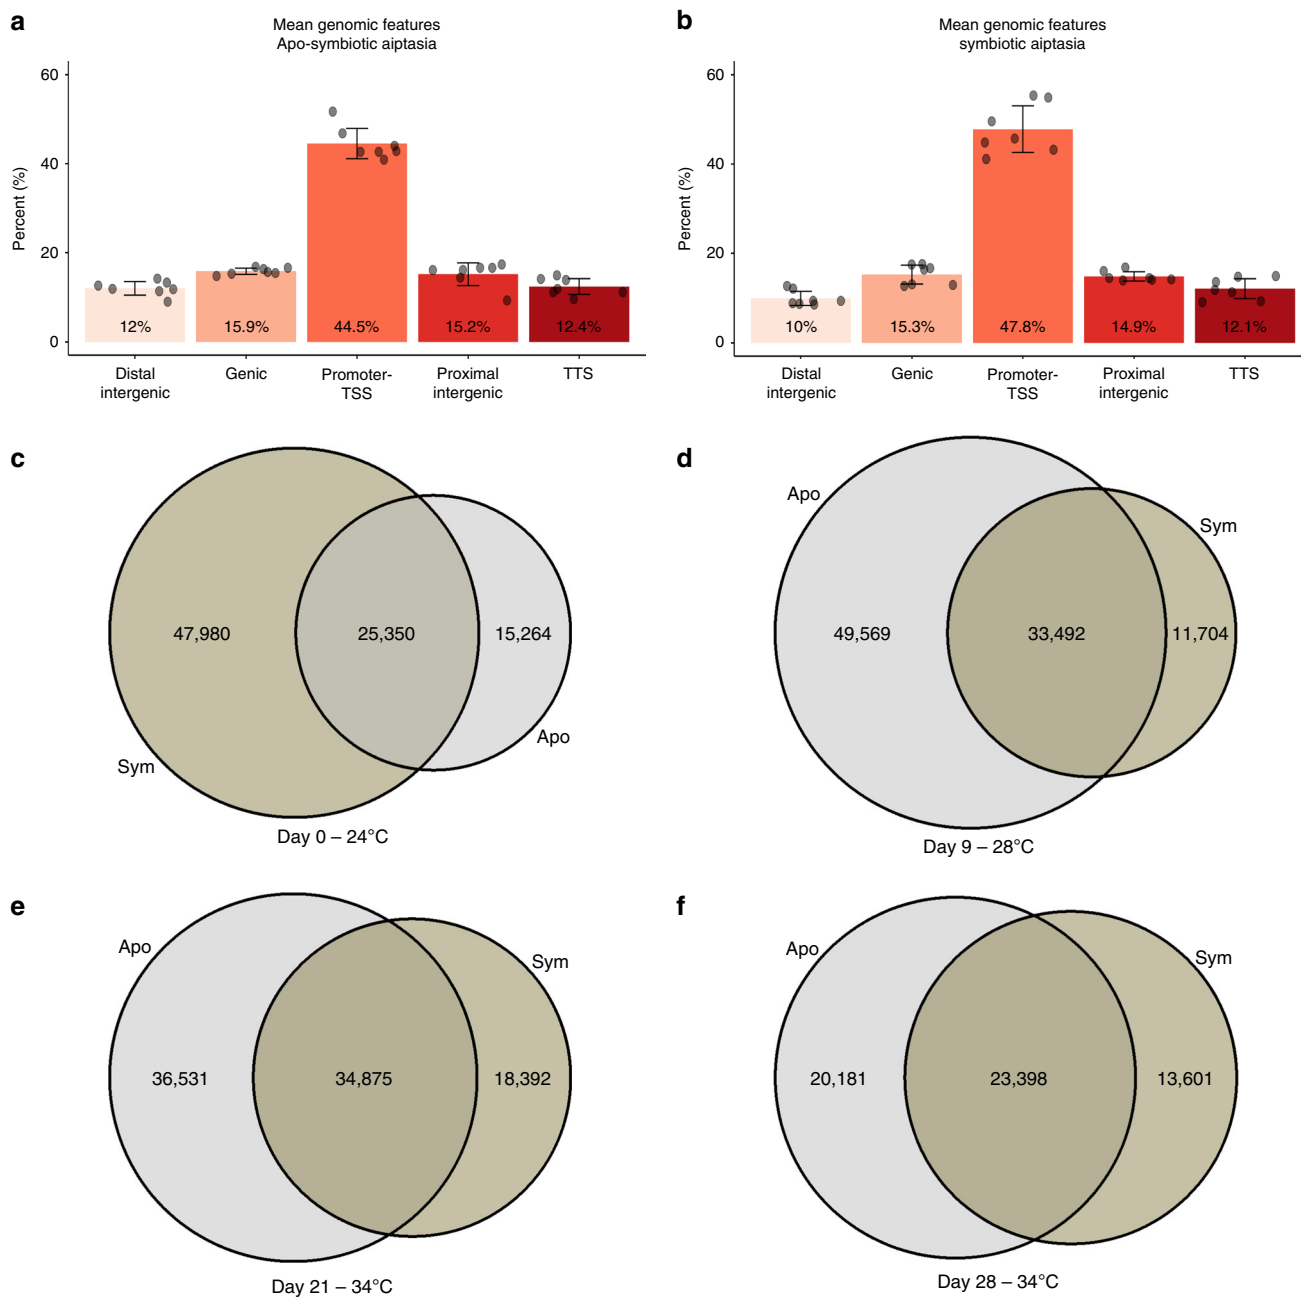 a
Mean genomic features
Apo-symbiotic aiptasia
Percent (%)
60
40
20
0
12%
15.9%
44.5%
15.2%
12.4%
Distal
intergenic
Genic
Promoter-
TSS
Proximal
intergenic
TTS
b
Mean genomic features
symbiotic aiptasia
Percent (%)
60
40
20
0
10%
15.3%
47.8%
14.9%
12.1%
Distal
intergenic
Genic
Promoter-
TSS
Proximal
intergenic
TTS
c
47,980
25,350
15,264
Sym
Apo
Day 0 – 24°C
d
Apo
Sym
49,569
33,492
11,704
Day 9 – 28°C
e
Apo
Sym
36,531
34,875
18,392
Day 21 – 34°C
f
Apo
Sym
20,181
23,398
13,601
Day 28 – 34°C